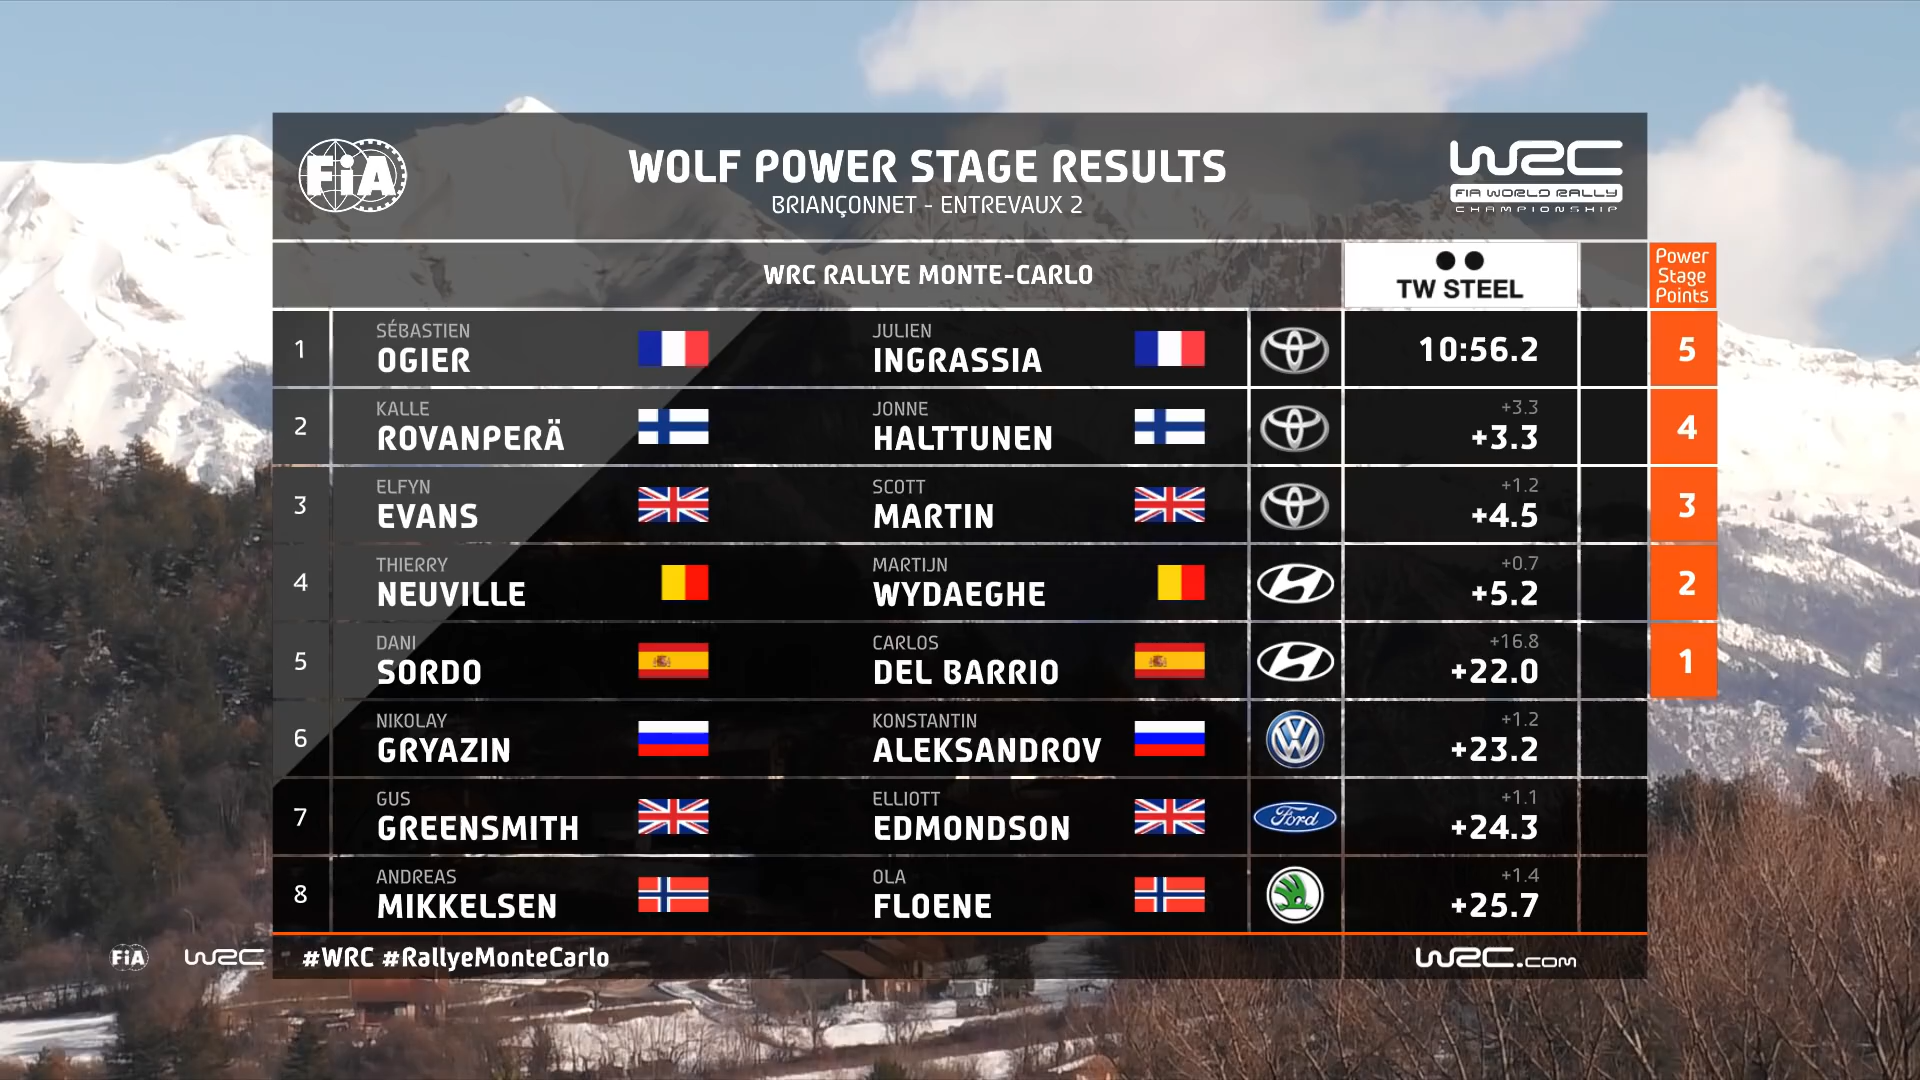 FiA
WOLF POWER STAGE RESULTS
BRIANÇONNET - ENTREVAUX 2
WRC
FIA WORLD RALLY
CHAMPIONSHIP
WRC RALLYE MONTE-CARLO
TW STEEL
Power
Stage
Points
1 SÉBASTIEN OGIER JULIEN INGRASSIA 10:56.2 5
2 KALLE ROVANPERÄ JONNE HALTTUNEN +3.3 +3.3 4
3 ELFYN EVANS SCOTT MARTIN +1.2 +4.5 3
4 THIERRY NEUVILLE MARTIJN WYDAEGHE +0.7 +5.2 2
5 DANI SORDO CARLOS DEL BARRIO +16.8 +22.0 1
6 NIKOLAY GRYAZIN KONSTANTIN ALEKSANDROV +1.2 +23.2
7 GUS GREENSMITH ELLIOTT EDMONDSON Ford +1.1 +24.3
8 ANDREAS MIKKELSEN OLA FLOENE +1.4 +25.7
FiA WRC #WRC #RallyeMonteCarlo WRC.COM